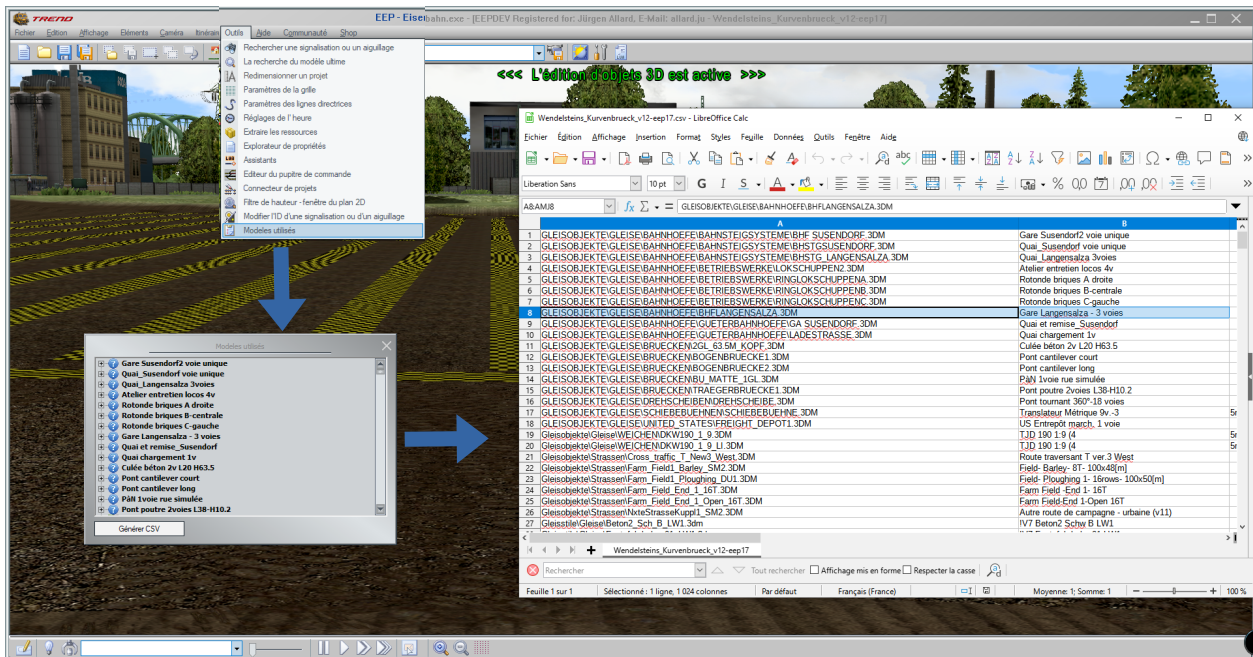 TREND
EEP - Eisenbahn.exe - [EEPDEV Registered for: Jürgen Allard, E-Mail: allard.ju - Wendelsteins_Kurvenbrueck_v12-eep17]
Fichier Edition Affichage Eléments Caméra Itinérain Outils Aide Communauté Shop
Rechercher une signalisation ou un aiguillage
La recherche du modèle ultime
Redimensionner un projet
Paramètres de la grille
Paramètres des lignes directrices
Réglages de l'heure
Extraire les ressources
Explorateur de propriétés
Assistants
Editeur du pupitre de commande
Connecteur de projets
Filtre de hauteur - fenêtre du plan 2D
Modifier l'ID d'une signalisation ou d'un aiguillage
Modeles utilisés
<<< L'édition d'objets 3D est active >>>
Modeles utilisés
Gare Susendorf2 voie unique
Quai_Susendorf voie unique
Quai_Langensalza 3voies
Atelier entretien locos 4v
Rotonde briques A droite
Rotonde briques B-centrale
Rotonde briques C-gauche
Gare Langensalza - 3 voies
Quai et remise_Susendorf
Quai chargement 1v
Culée béton 2v L20 H63.5
Pont cantilever court
Pont cantilever long
PàN 1voie rue simulée
Pont poutre 2voies L38-H10.2
Générer CSV
Wendelsteins_Kurvenbrueck_v12-eep17.csv - LibreOffice Calc
Fichier Édition Affichage Insertion Format Styles Feuille Données Outils Fenêtre Aide
Liberation Sans 10 pt G I S
A8:AMJ8 GLEISOBJEKTE\GLEISE\BAHNHOEFE\BHFLANGENSALZA.3DM
A B
1 GLEISOBJEKTE\GLEISE\BAHNHOEFE\BAHNSTEIGSYSTEME\BHF SUSENDORF.3DM Gare Susendorf2 voie unique
2 GLEISOBJEKTE\GLEISE\BAHNHOEFE\BAHNSTEIGSYSTEME\BHSTGSUSENDORF.3DM Quai_Susendorf voie unique
3 GLEISOBJEKTE\GLEISE\BAHNHOEFE\BAHNSTEIGSYSTEME\BHSTG_LANGENSALZA.3DM Quai_Langensalza 3voies
4 GLEISOBJEKTE\GLEISE\BAHNHOEFE\BETRIEBSWERKE\LOKSCHUPPEN2.3DM Atelier entretien locos 4v
5 GLEISOBJEKTE\GLEISE\BAHNHOEFE\BETRIEBSWERKE\RINGLOKSCHUPPENA.3DM Rotonde briques A droite
6 GLEISOBJEKTE\GLEISE\BAHNHOEFE\BETRIEBSWERKE\RINGLOKSCHUPPENB.3DM Rotonde briques B-centrale
7 GLEISOBJEKTE\GLEISE\BAHNHOEFE\BETRIEBSWERKE\RINGLOKSCHUPPENC.3DM Rotonde briques C-gauche
8 GLEISOBJEKTE\GLEISE\BAHNHOEFE\BHFLANGENSALZA.3DM Gare Langensalza - 3 voies
9 GLEISOBJEKTE\GLEISE\BAHNHOEFE\GUETERBAHNHOEFE\GA SUSENDORF.3DM Quai et remise_Susendorf
10 GLEISOBJEKTE\GLEISE\BAHNHOEFE\GUETERBAHNHOEFE\LADESTRASSE.3DM Quai chargement 1v
11 GLEISOBJEKTE\GLEISE\BRUECKEN\2GL_63.5M_KOPF.3DM Culée béton 2v L20 H63.5
12 GLEISOBJEKTE\GLEISE\BRUECKEN\BOGENBRUECKE1.3DM Pont cantilever court
13 GLEISOBJEKTE\GLEISE\BRUECKEN\BOGENBRUECKE2.3DM Pont cantilever long
14 GLEISOBJEKTE\GLEISE\BRUECKEN\BU_MATTE_1GL.3DM PàN 1voie rue simulée
15 GLEISOBJEKTE\GLEISE\BRUECKEN\TRAEGERBRUECKE1.3DM Pont poutre 2voies L38-H10.2
16 GLEISOBJEKTE\GLEISE\DREHSCHEIBEN\DREHSCHEIBE.3DM Pont tournant 360°-18 voies
17 GLEISOBJEKTE\GLEISE\SCHIEBEBUEHNEN\SCHIEBEBUEHNE.3DM Translateur Métrique 9v.-3
18 GLEISOBJEKTE\GLEISE\UNITED_STATES\FREIGHT_DEPOT1.3DM US Entrepôt march. 1 voie
19 Gleisobjekte\Gleise\WEICHEN\DKW190_1_9.3DM TJD 190 1:9 (4
20 Gleisobjekte\Gleise\WEICHEN\DKW190_1_9_LI.3DM TJD 190 1:9 (4
21 Gleisobjekte\Strassen\Cross_traffic_T_New3_West.3DM Route traversant T ver.3 West
22 Gleisobjekte\Strassen\Farm_Field1_Barley_SM2.3DM Field- Barley- 8T- 100x48[m]
23 Gleisobjekte\Strassen\Farm_Field1_Ploughing_DU1.3DM Field- Ploughing 1- 16rows- 100x50[m]
24 Gleisobjekte\Strassen\Farm_Field_End_1_16T.3DM Farm Field -End 1- 16T
25 Gleisobjekte\Strassen\Farm_Field_End_1_Open_16T.3DM Farm Field-End 1-Open 16T
26 Gleisobjekte\Strassen\NxteStrasseKuppl1_SM2.3DM Autre route de campagne - urbaine (v11)
27 Gleisstile\Gleise\Beton2_Sch_B_LW1.3dm !V7 Beton2 Schw B LW1
Wendelsteins_Kurvenbrueck_v12-eep17
Rechercher Tout rechercher Affichage mis en forme Respecter la casse
Feuille 1 sur 1 Sélectionné : 1 ligne, 1 024 colonnes Par défaut Français (France) Moyenne: 1; Somme: 1 100 %